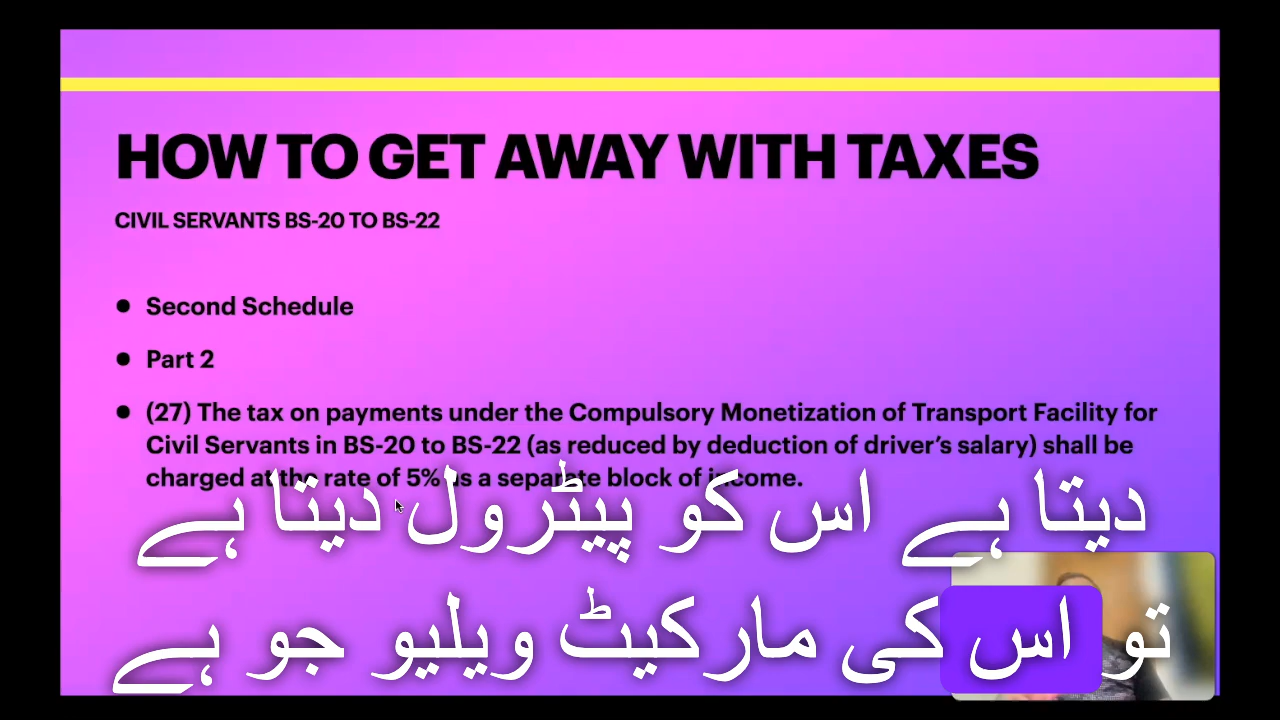 HOW TO GET AWAY WITH TAXES
CIVIL SERVANTS BS-20 TO BS-22
• Second Schedule
• Part 2
• (27) The tax on payments under the Compulsory Monetization of Transport Facility for
Civil Servants in BS-20 to BS-22 (as reduced by deduction of driver's salary) shall be
charged at the rate of 5% as a separate block of income.
دیتا ہے اس کو پیٹرول دیتا ہے
تو اس کی مارکیٹ ویلیو جو ہے